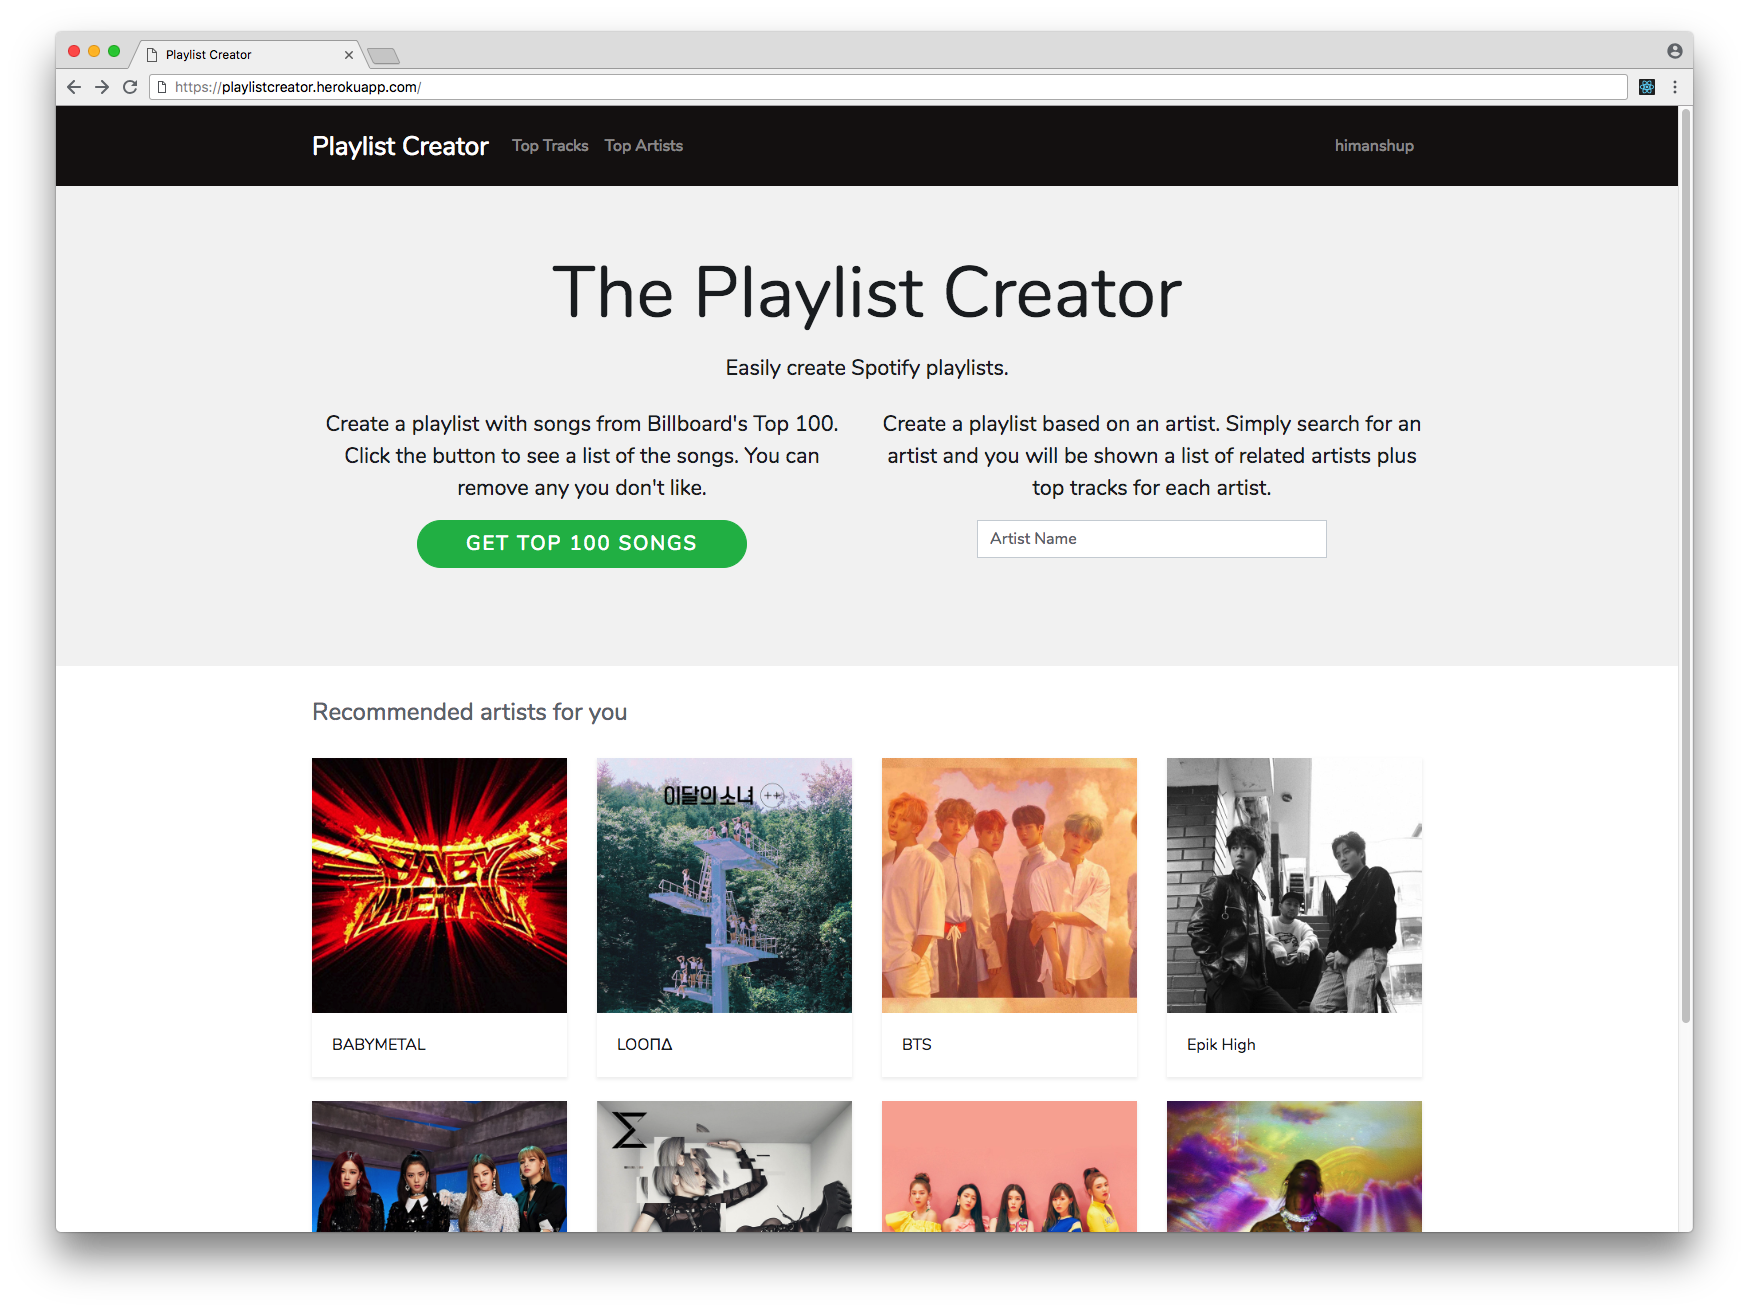 Playlist Creator
https://playlistcreator.herokuapp.com/
Playlist Creator Top Tracks Top Artists himanshup
The Playlist Creator
Easily create Spotify playlists.
Create a playlist with songs from Billboard's Top 100.
Click the button to see a list of the songs. You can
remove any you don't like.
GET TOP 100 SONGS
Create a playlist based on an artist. Simply search for an
artist and you will be shown a list of related artists plus
top tracks for each artist.
Artist Name
Recommended artists for you
BABY
METAL
이달의 소녀 ++
BABYMETAL
LOOΠΔ
BTS
Epik High
Σ